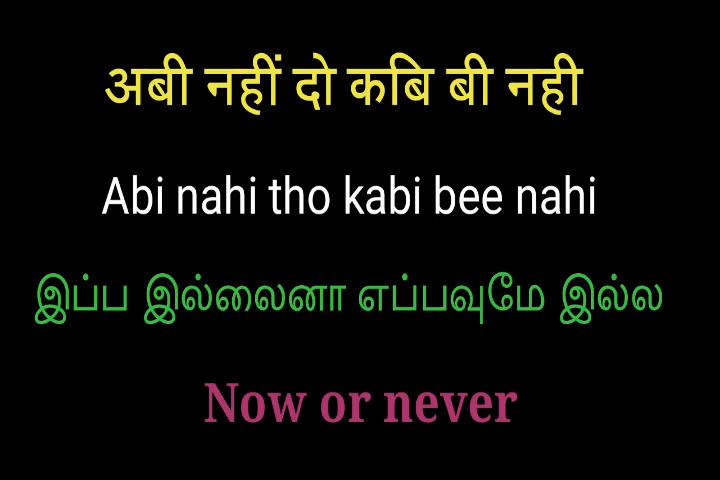 अबी नहीं दो कबि बी नही
Abi nahi tho kabi bee nahi
இப்ப இல்லைனா எப்பவுமே இல்ல
Now or never